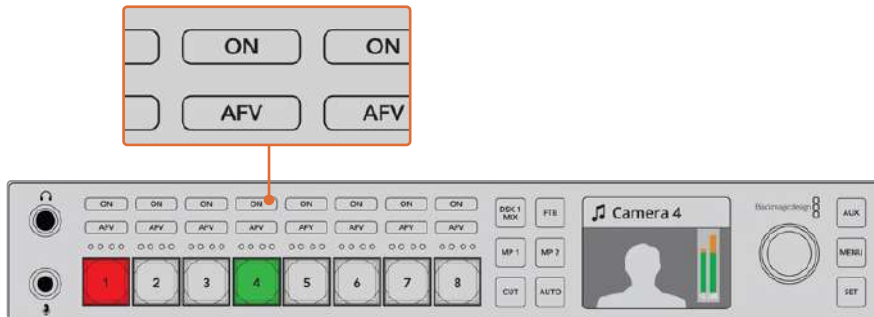 ON ON
AFV AFV
ON ON ON ON ON ON ON ON
AFV AFV AFV AFV AFV AFV AFV AFV
1 2 3 4 5 6 7 8
DSK 1 MIX FTB
MP 1 MP 2
CUT AUTO
Camera 4
Blackmagicdesign
AUX
MENU
SET